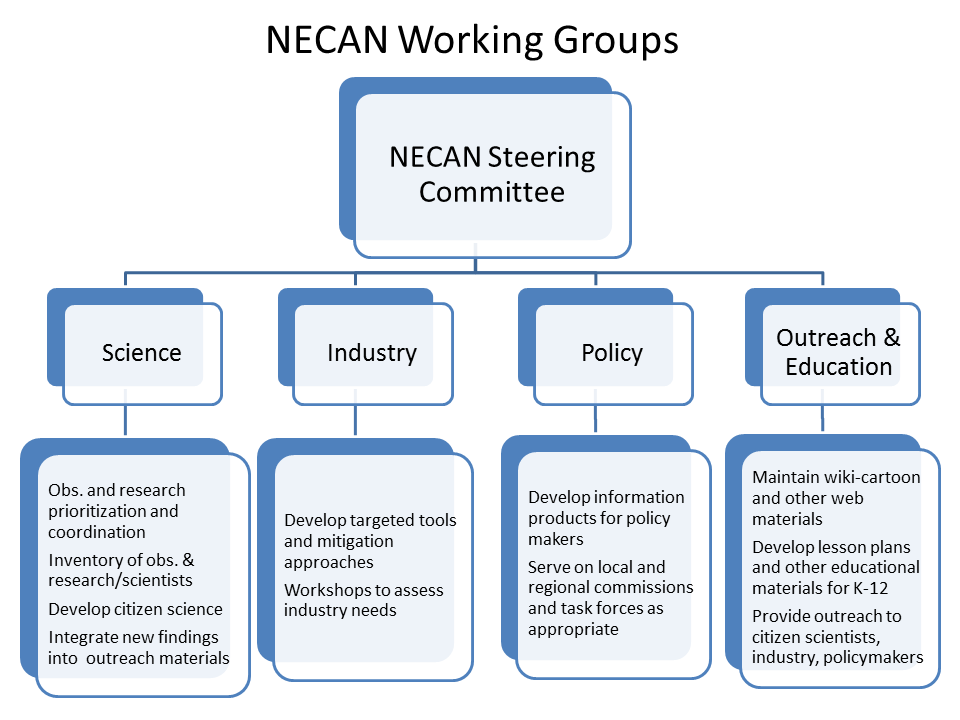 NECAN Working Groups
NECAN Steering
Committee
Science
Industry
Policy
Outreach &
Education
Obs. and research
prioritization and
coordination
Inventory of obs. &
research/scientists
Develop citizen science
Integrate new findings
into outreach materials
Develop targeted tools
and mitigation
approaches
Workshops to assess
industry needs
Develop information
products for policy
makers
Serve on local and
regional commissions
and task forces as
appropriate
Maintain wiki-cartoon
and other web
materials
Develop lesson plans
and other educational
materials for K-12
Provide outreach to
citizen scientists,
industry, policymakers